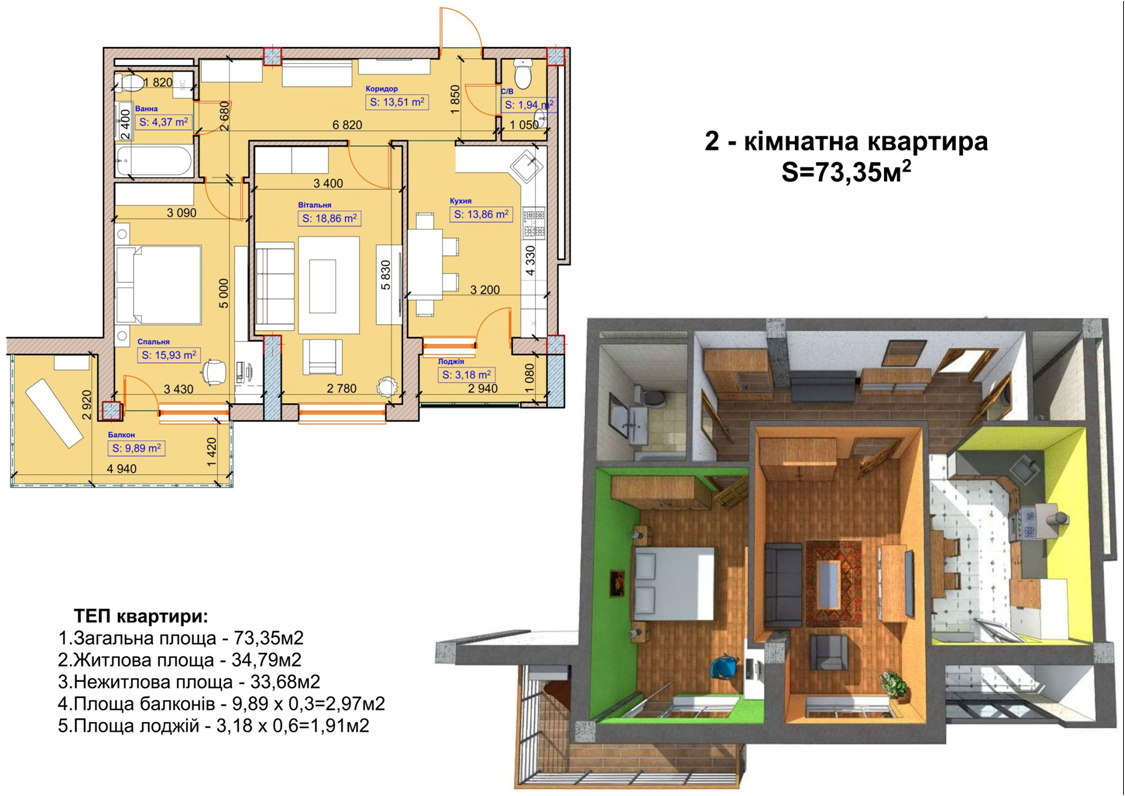 2 - кімнатна квартира
S=73,35м²
1 820
Ванна
S: 4,37 m²
2 400
2 680
Коридор
S: 13,51 m²
6 820
1 850
С/В
S: 1,94 m²
1 050
3 090
3 400
Вітальня
S: 18,86 m²
Кухня
S: 13,86 m²
4 330
3 200
5 000
5 830
Спальня
S: 15,93 m²
3 430
2 780
Лоджія
S: 3,18 m²
2 940
1 080
2 920
Балкон
S: 9,89 m²
1 420
4 940
ТЕП квартири:
1.Загальна площа - 73,35м2
2.Житлова площа - 34,79м2
3.Нежитлова площа - 33,68м2
4.Площа балконів - 9,89 х 0,3=2,97м2
5.Площа лоджій - 3,18 х 0,6=1,91м2